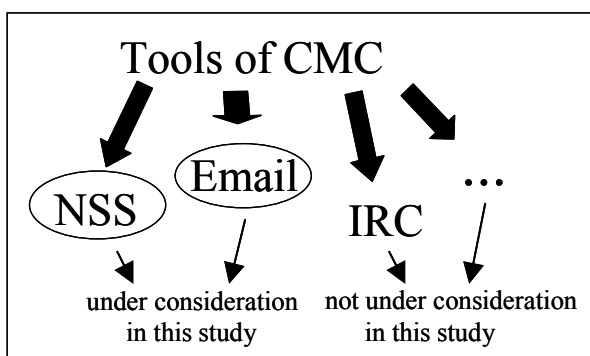 Tools of CMC
NSS
Email
IRC
...
under consideration
in this study
not under consideration
in this study